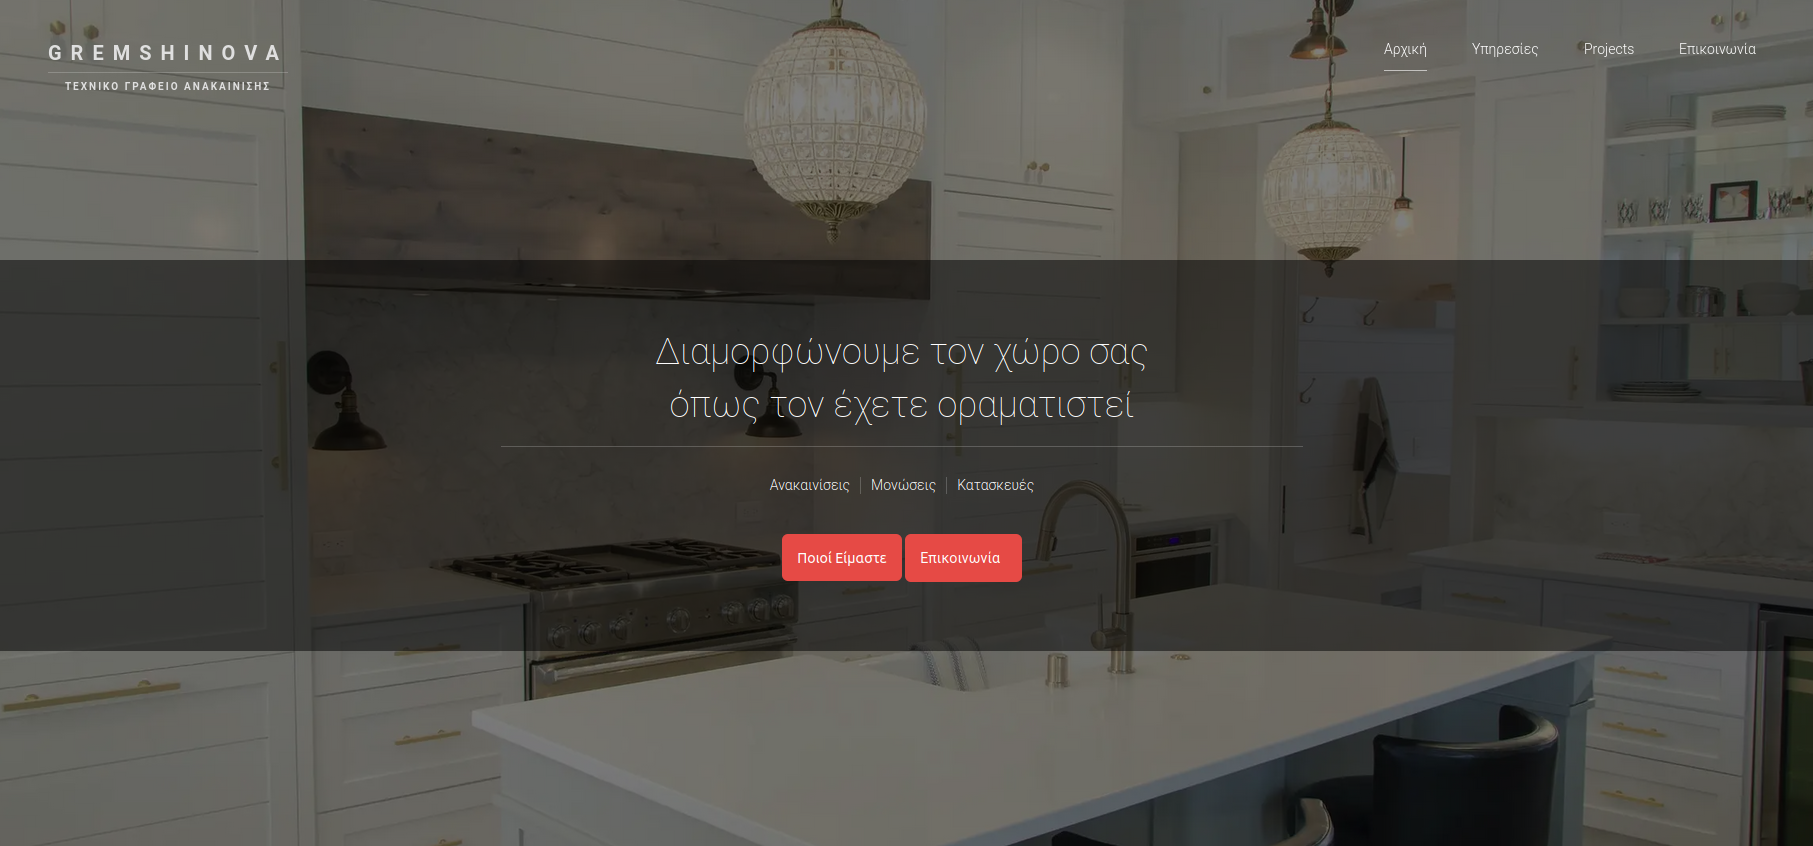 GREMSHINOVA
ΤΕΧΝΙΚΟ ΓΡΑΦΕΙΟ ΑΝΑΚΑΙΝΙΣΗΣ
Αρχική Υπηρεσίες Projects Επικοινωνία
Διαμορφώνουμε τον χώρο σας
όπως τον έχετε οραματιστεί
Ανακαινίσεις Μονώσεις Κατασκευές
Ποιοί Είμαστε Επικοινωνία